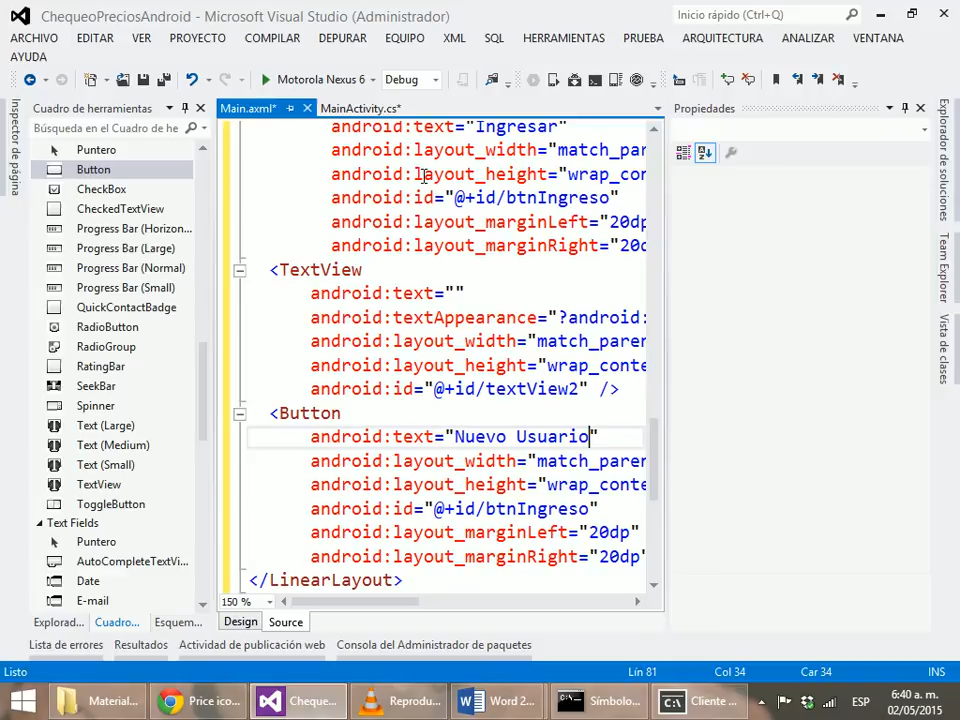 ChequeoPreciosAndroid - Microsoft Visual Studio (Administrador)
Inicio rápido (Ctrl+Q)
ARCHIVO EDITAR VER PROYECTO COMPILAR DEPURAR EQUIPO XML SQL HERRAMIENTAS PRUEBA ARQUITECTURA ANALIZAR VENTANA
AYUDA
Motorola Nexus 6 Debug
Inspector de página
Cuadro de herramientas
Búsqueda en el Cuadro de he
Puntero
Button
CheckBox
CheckedTextView
Progress Bar (Horizon...
Progress Bar (Large)
Progress Bar (Normal)
Progress Bar (Small)
QuickContactBadge
RadioButton
RadioGroup
RatingBar
SeekBar
Spinner
Text (Large)
Text (Medium)
Text (Small)
TextView
ToggleButton
Text Fields
Puntero
AutoCompleteTextVi...
Date
E-mail
Explorad... Cuadro... Esquem...
Main.axml* MainActivity.cs*
android:text="Ingresar"
android:layout_width="match_par
android:layout_height="wrap_con
android:id="@+id/btnIngreso"
android:layout_marginLeft="20dp
android:layout_marginRight="20d
<TextView
android:text=""
android:textAppearance="?android:
android:layout_width="match_paren
android:layout_height="wrap_conte
android:id="@+id/textView2" />
<Button
android:text="Nuevo Usuario"
android:layout_width="match_paren
android:layout_height="wrap_conte
android:id="@+id/btnIngreso"
android:layout_marginLeft="20dp"
android:layout_marginRight="20dp"
</LinearLayout>
150 %
Design Source
Propiedades
Explorador de soluciones
Team Explorer
Vista de clases
Lista de errores Resultados Actividad de publicación web Consola del Administrador de paquetes
Listo Lín 81 Col 34 Car 34 INS
Material... Price ico... Cheque... Reprodu... Word 2... Símbolo... Cliente ...
ESP
6:40 a. m.
02/05/2015